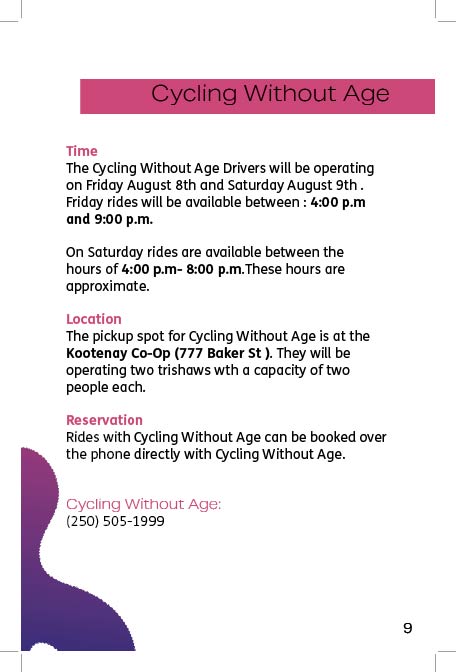 Cycling Without Age
Time
The Cycling Without Age Drivers will be operating
on Friday August 8th and Saturday August 9th .
Friday rides will be available between : 4:00 p.m
and 9:00 p.m.
On Saturday rides are available between the
hours of 4:00 p.m- 8:00 p.m.These hours are
approximate.
Location
The pickup spot for Cycling Without Age is at the
Kootenay Co-Op (777 Baker St ). They will be
operating two trishaws wth a capacity of two
people each.
Reservation
Rides with Cycling Without Age can be booked over
the phone directly with Cycling Without Age.
Cycling Without Age:
(250) 505-1999
9